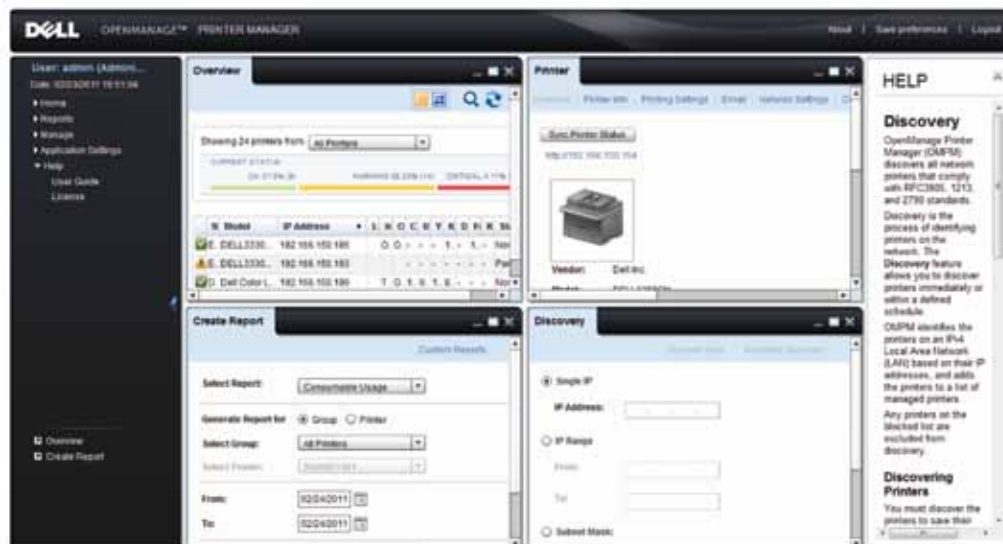 DELL OPENMANAGE™ PRINTER MANAGER
About | Save preferences | Logout
User: admin (Admin)...
Home
Reports
Manage
Application Settings
Help
User Guide
License
Overview
Create Report
Overview
Showing 24 printers from: All Printers
CURRENT STATUS
Model IP Address
DELL3330... 192.168.150.185
DELL3330... 192.168.150.183
Dell Color L... 192.168.150.190
Printer
Printer Info Printing Settings Email Network Settings
Sync Printer Status
Vendor: Dell Inc.
Create Report
Custom Reports
Select Report: Consumable Usage
Generate Report for Group Printer
Select Group: All Printers
Select Printer:
From: 02/24/2011
To: 02/24/2011
Discovery
Single IP
IP Address:
IP Range
From:
To:
Subnet Mask:
HELP
Discovery
OpenManage Printer
Manager (OMPM)
discovers all network
printers that comply
with RFC3805, 1213,
and 2790 standards.
Discovery is the
process of identifying
printers on the
network. The
Discovery feature
allows you to discover
printers immediately or
within a defined
schedule.
OMPM identifies the
printers on an IPv4
Local Area Network
(LAN) based on their IP
addresses, and adds
the printers to a list of
managed printers.
Any printers on the
blocked list are
excluded from
discovery.
Discovering
Printers
You must discover the
printers to save their